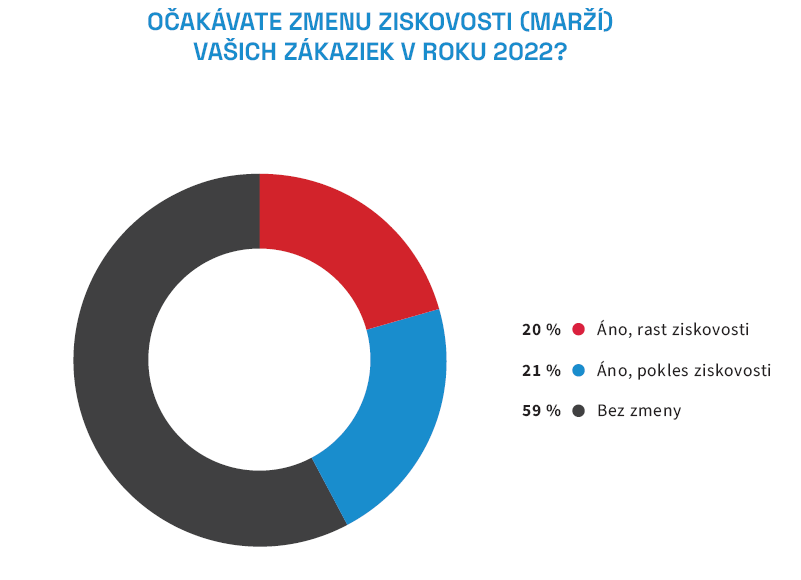 OČAKÁVATE ZMENU ZISKOVOSTI (MARŽÍ)
VAŠICH ZÁKAZIEK V ROKU 2022?
20 % Áno, rast ziskovosti
21 % Áno, pokles ziskovosti
59 % Bez zmeny